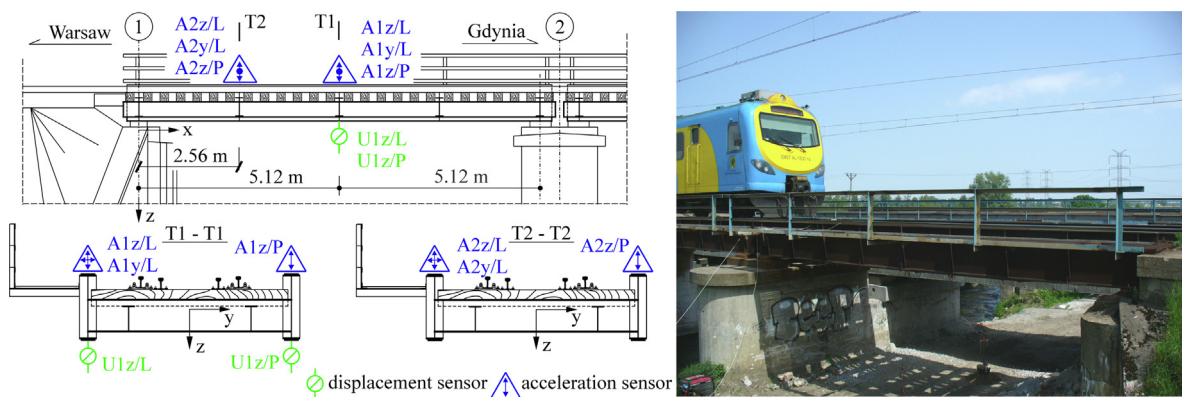 Warsaw
1
A2z/L
A2y/L
A2z/P
T2
T1
A1z/L
A1y/L
A1z/P
Gdynia
2
x
U1z/L
U1z/P
2.56 m
5.12 m
5.12 m
z
T1 - T1
A1z/L
A1y/L
A1z/P
y
z
U1z/L
U1z/P
T2 - T2
A2z/L
A2y/L
A2z/P
y
z
displacement sensor
acceleration sensor